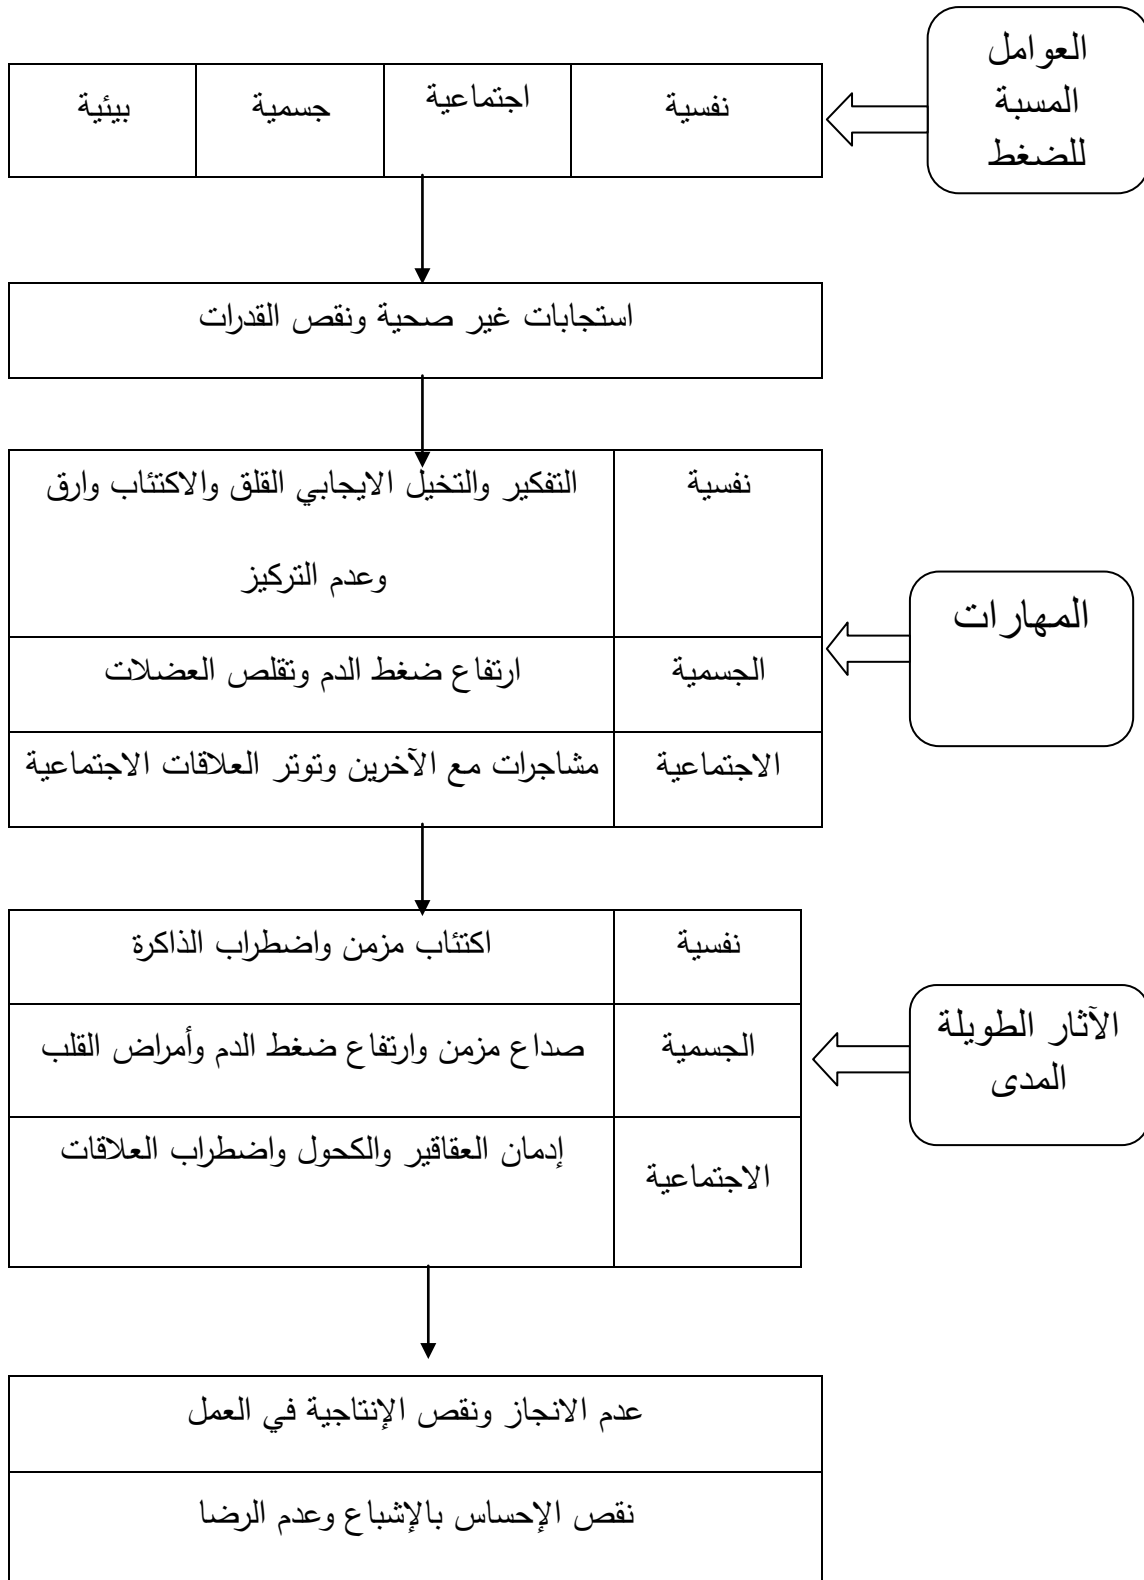 العوامل
المسبة
للضغط
نفسية
اجتماعية
جسمية
بيئية
استجابات غير صحية ونقص القدرات
نفسية
التفكير والتخيل الايجابي القلق والاكتئاب وارق
وعدم التركيز
المهارات
الجسمية
ارتفاع ضغط الدم وتقلص العضلات
الاجتماعية
مشاجرات مع الآخرين وتوتر العلاقات الاجتماعية
نفسية
اكتئاب مزمن واضطراب الذاكرة
الآثار الطويلة
المدى
الجسمية
صداع مزمن وارتفاع ضغط الدم وأمراض القلب
الاجتماعية
إدمان العقاقير والكحول واضطراب العلاقات
عدم الانجاز ونقص الإنتاجية في العمل
نقص الإحساس بالإشباع وعدم الرضا